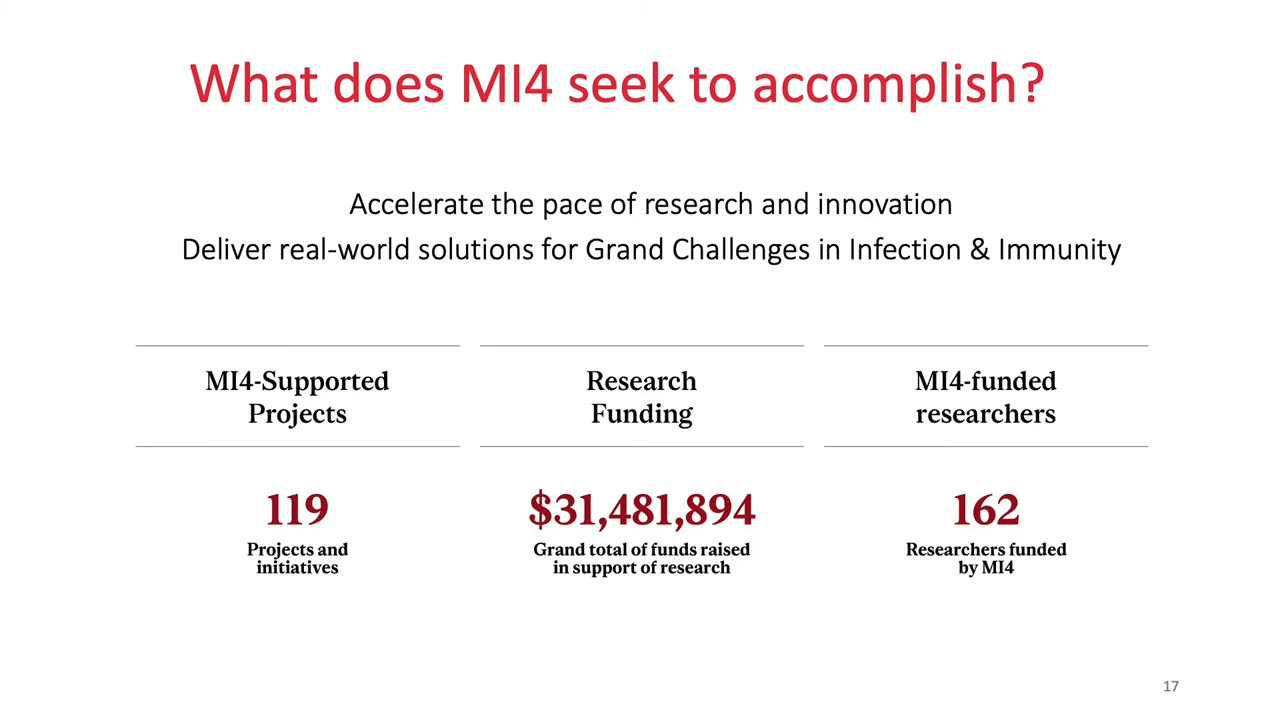 What does MI4 seek to accomplish?
Accelerate the pace of research and innovation
Deliver real-world solutions for Grand Challenges in Infection & Immunity
MI4-Supported
Projects
119
Projects and
initiatives
Research
Funding
$31,481,894
Grand total of funds raised
in support of research
MI4-funded
researchers
162
Researchers funded
by MI4
17